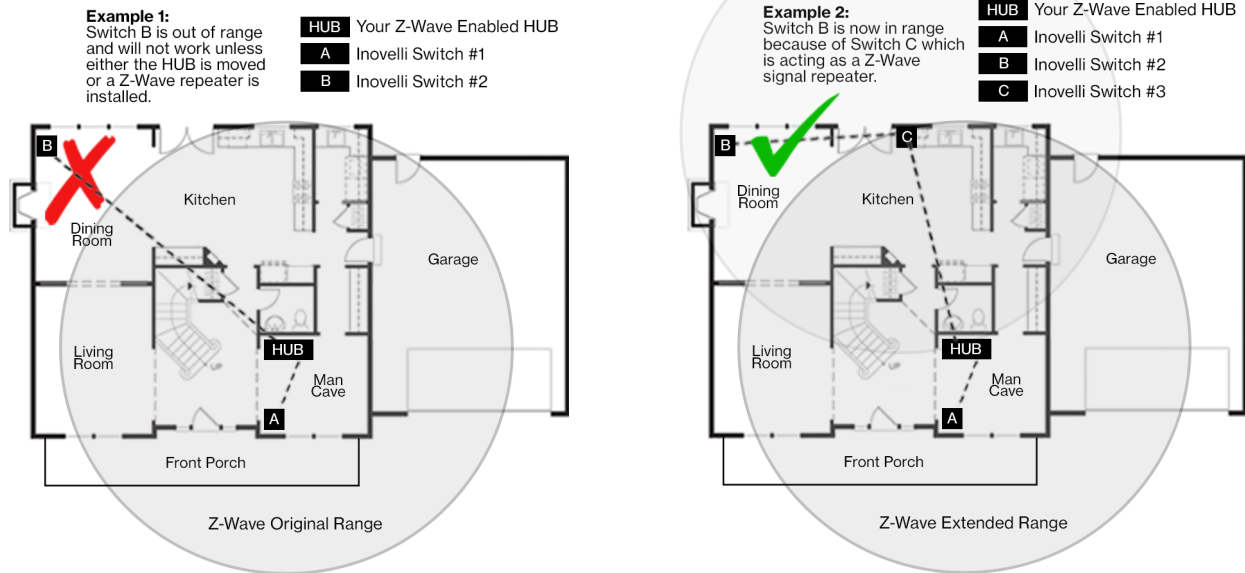 Example 1:
Switch B is out of range
and will not work unless
either the HUB is moved
or a Z-Wave repeater is
installed.
HUB Your Z-Wave Enabled HUB
A Inovelli Switch #1
B Inovelli Switch #2
B
Kitchen
Dining
Room
Garage
HUB
Living
Room
Up
Man
Cave
A
Front Porch
Z-Wave Original Range
Example 2:
Switch B is now in range
because of Switch C which
is acting as a Z-Wave
signal repeater.
HUB Your Z-Wave Enabled HUB
A Inovelli Switch #1
B Inovelli Switch #2
C Inovelli Switch #3
B
C
Dining
Room
Kitchen
Garage
HUB
Living
Room
Up
Man
Cave
A
Front Porch
Z-Wave Extended Range